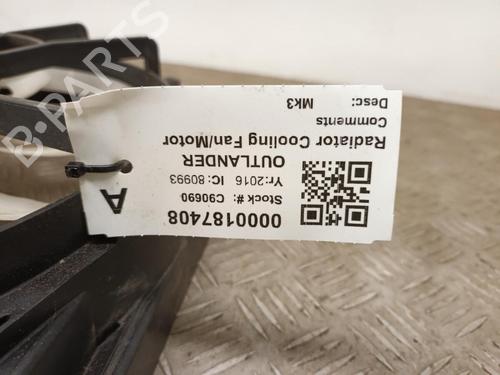 0000187408
Stock #: C90690
Yr:2016 IC: 80993
OUTLANDER
A
Radiator Cooling Fan/Motor
Comments
Desc: Mk3
B-PARTS